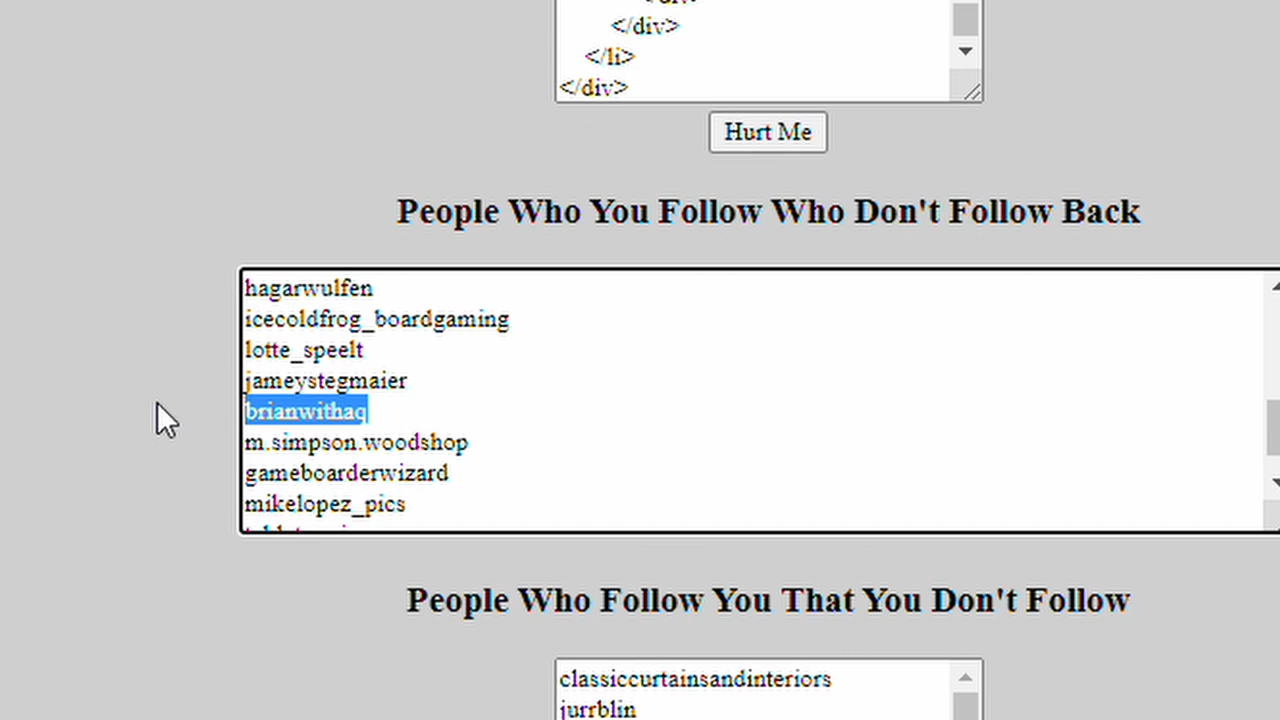 </div>
</li>
</div>
Hurt Me
People Who You Follow Who Don't Follow Back
hagarwulfen
icecoldfrog_boardgaming
lotte_speelt
jameystegmaier
brianwithaq
m.simpson.woodshop
gameboarderwizard
mikelopez_pics
People Who Follow You That You Don't Follow
classiccurtainsandinteriors
jurrblin